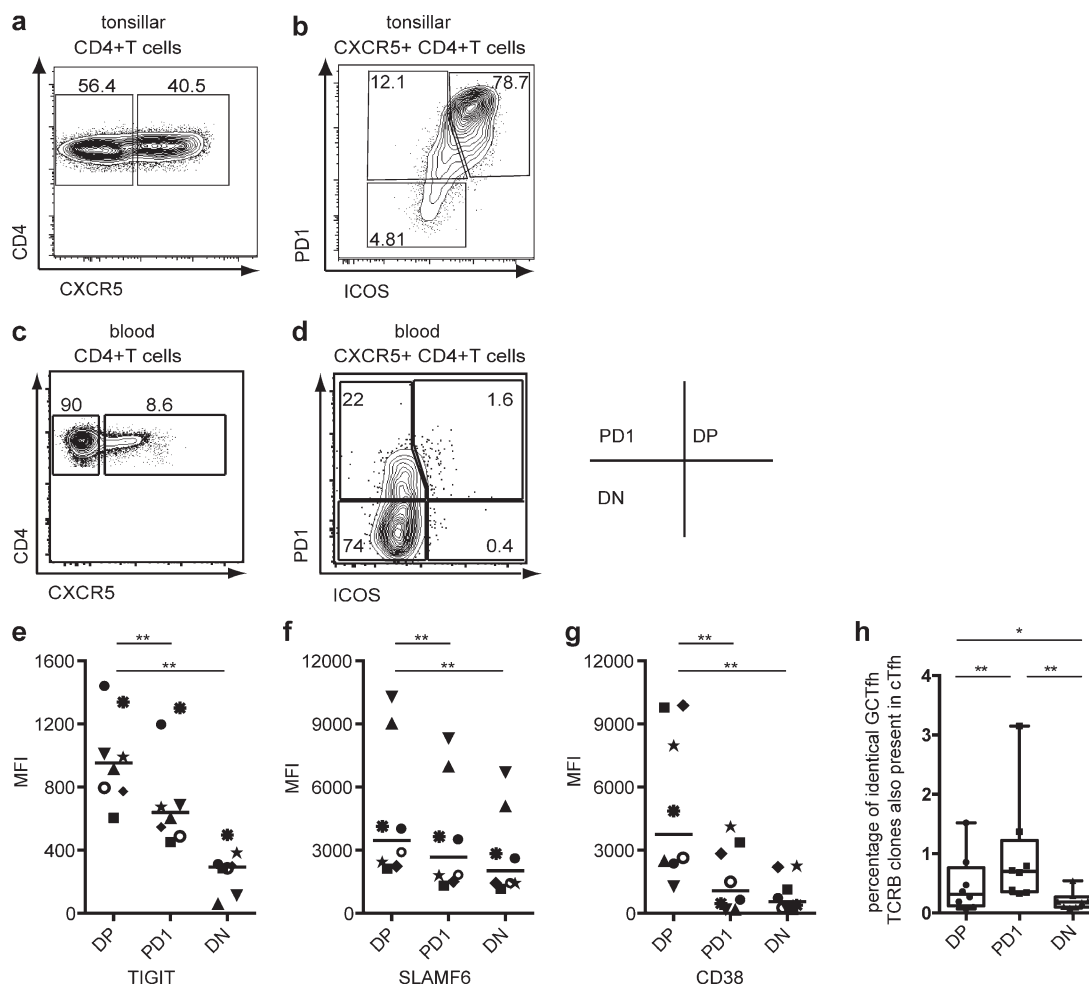 a
tonsillar
CD4+T cells
56.4 40.5
CD4
CXCR5
b
tonsillar
CXCR5+ CD4+T cells
12.1 78.7
4.81
PD1
ICOS
c
blood
CD4+T cells
90 8.6
CD4
CXCR5
d
blood
CXCR5+ CD4+T cells
22 1.6
74 0.4
PD1
ICOS
PD1 DP
DN
e
**
**
1600
1200
800
400
0
MFI
DP PD1 DN
TIGIT
f
**
**
12000
9000
6000
3000
0
MFI
DP PD1 DN
SLAMF6
g
**
**
12000
9000
6000
3000
0
MFI
DP PD1 DN
CD38
h
*
** **
4
3
2
1
0
percentage of identical GCTfh
TCRB clones also present in cTfh
DP PD1 DN